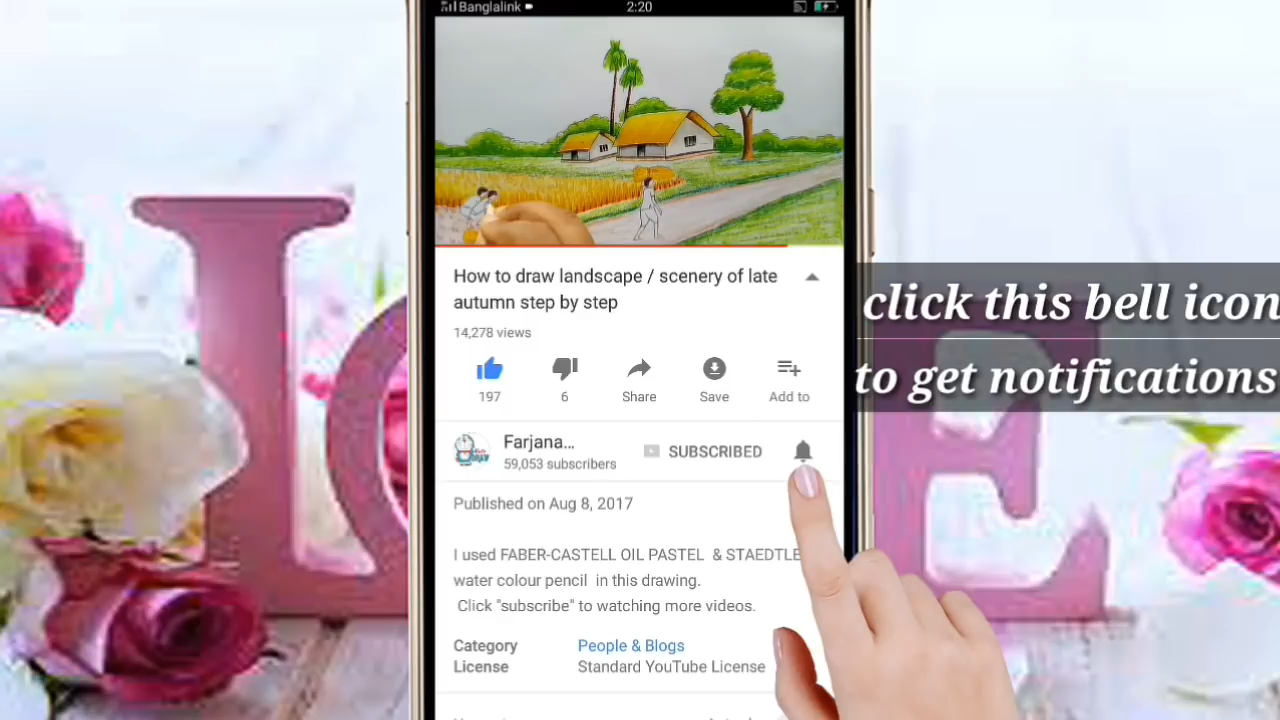 Banglalink
2:20
How to draw landscape / scenery of late
autumn step by step
14,278 views
197
6
Share
Save
Add to
Farjana...
SUBSCRIBED
59,053 subscribers
Published on Aug 8, 2017
I used FABER-CASTELL OIL PASTEL & STAEDTLE
water colour pencil in this drawing.
Click "subscribe" to watching more videos.
Category People & Blogs
License Standard YouTube License
click this bell icon
to get notifications